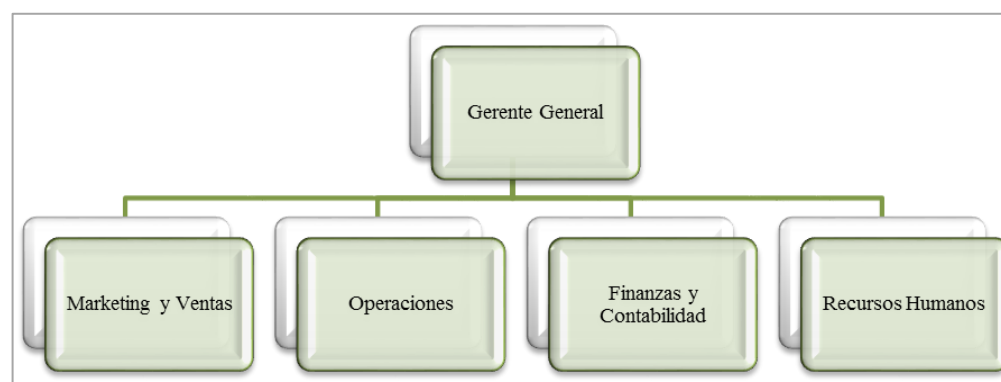 Gerente General
Marketing y Ventas
Operaciones
Finanzas y
Contabilidad
Recursos Humanos